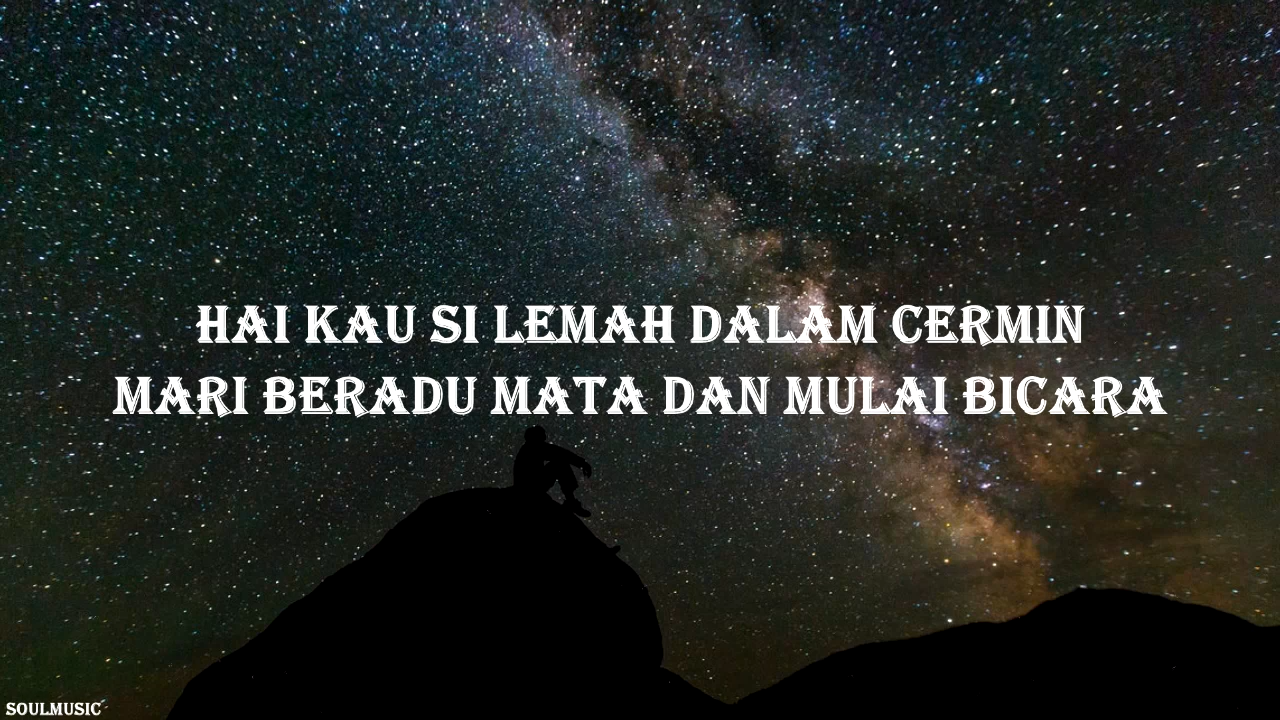 HAI KAU SI LEMAH DALAM CERMIN
MARI BERADU MATA DAN MULAI BICARA
SOULMUSIC